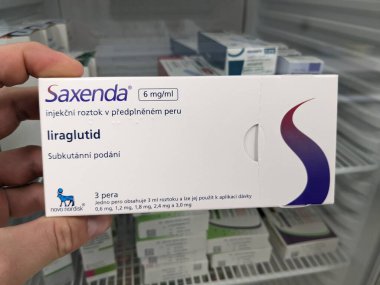 Saxenda® 6 mg/ml
injekční roztok v předplněném peru
liraglutid
Subkutánní podání
3 pera
Jedno pero obsahuje 3 ml roztoku a lze jej použít k aplikaci dávky
0,6 mg, 1,2 mg, 1,8 mg, 2,4 mg a 3,0 mg
novo nordisk®